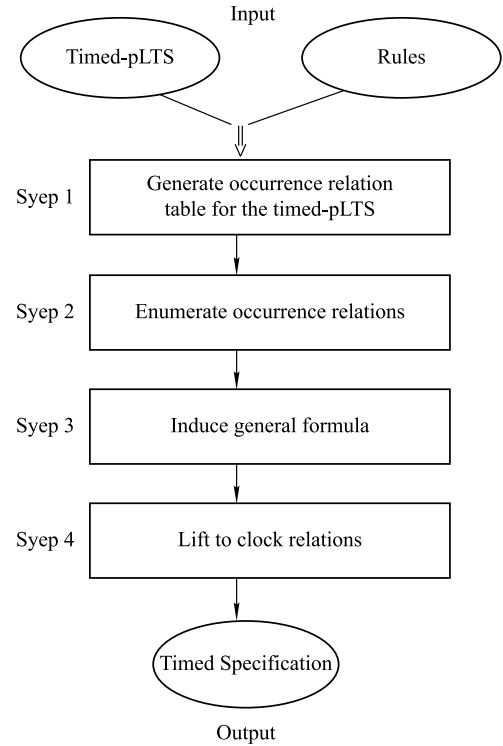 Input
Timed-pLTS
Rules
Syep 1
Generate occurrence relation
table for the timed-pLTS
Syep 2
Enumerate occurrence relations
Syep 3
Induce general formula
Syep 4
Lift to clock relations
Timed Specification
Output